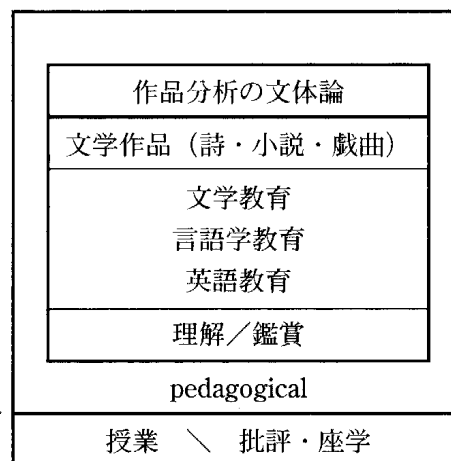 作品分析の文体論
文学作品（詩・小説・戯曲）
文学教育
言語学教育
英語教育
理解／鑑賞
pedagogical
授業 ＼ 批評・座学